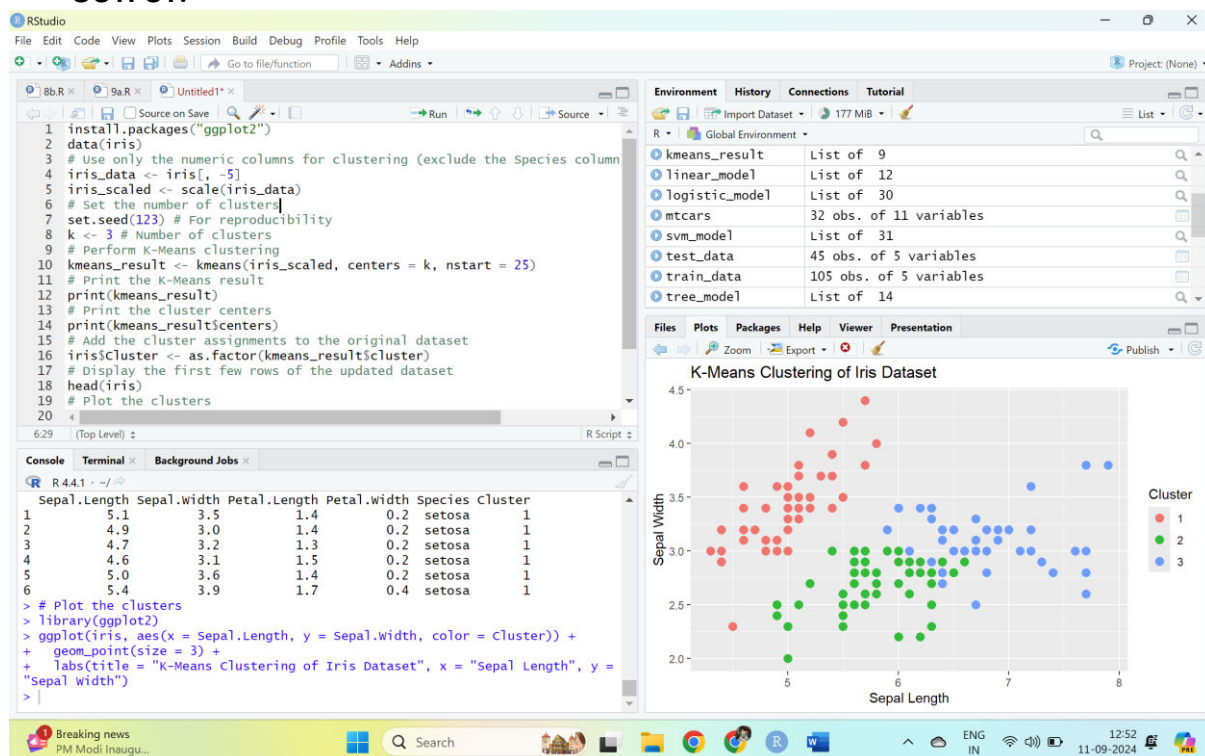 RStudio
File Edit Code View Plots Session Build Debug Profile Tools Help
Go to file/function Addins Project: (None)
8b.R 9a.R Untitled1*
Source on Save Run Source
1 install.packages("ggplot2")
2 data(iris)
3 # Use only the numeric columns for clustering (exclude the Species column
4 iris_data <- iris[, -5]
5 iris_scaled <- scale(iris_data)
6 # Set the number of clusters
7 set.seed(123) # For reproducibility
8 k <- 3 # Number of clusters
9 # Perform K-Means clustering
10 kmeans_result <- kmeans(iris_scaled, centers = k, nstart = 25)
11 # Print the K-Means result
12 print(kmeans_result)
13 # Print the cluster centers
14 print(kmeans_result$centers)
15 # Add the cluster assignments to the original dataset
16 iris$Cluster <- as.factor(kmeans_result$cluster)
17 # Display the first few rows of the updated dataset
18 head(iris)
19 # Plot the clusters
20
6:29 (Top Level) R Script
Console Terminal Background Jobs
R 4.4.1 · ~/
Sepal.Length Sepal.Width Petal.Length Petal.Width Species Cluster
1 5.1 3.5 1.4 0.2 setosa 1
2 4.9 3.0 1.4 0.2 setosa 1
3 4.7 3.2 1.3 0.2 setosa 1
4 4.6 3.1 1.5 0.2 setosa 1
5 5.0 3.6 1.4 0.2 setosa 1
6 5.4 3.9 1.7 0.4 setosa 1
> # Plot the clusters
> library(ggplot2)
> ggplot(iris, aes(x = Sepal.Length, y = Sepal.Width, color = Cluster)) +
+ geom_point(size = 3) +
+ labs(title = "K-Means Clustering of Iris Dataset", x = "Sepal Length", y =
"Sepal Width")
>
Environment History Connections Tutorial
Import Dataset 177 MiB List
R Global Environment
kmeans_result List of 9
linear_model List of 12
logistic_model List of 30
mtcars 32 obs. of 11 variables
svm_model List of 31
test_data 45 obs. of 5 variables
train_data 105 obs. of 5 variables
tree_model List of 14
Files Plots Packages Help Viewer Presentation
Zoom Export Publish
K-Means Clustering of Iris Dataset
4.5
4.0
3.5
3.0
2.5
2.0
Sepal Width
5 6 7 8
Sepal Length
Cluster
1
2
3
1 Breaking news
PM Modi Inaugu...
Search
ENG
IN
12:52
11-09-2024
PRE